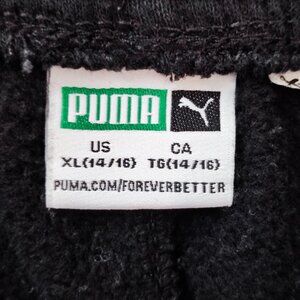 PUMA
US CA
XL(14/16) TG(14/16)
PUMA.COM/FOREVERBETTER